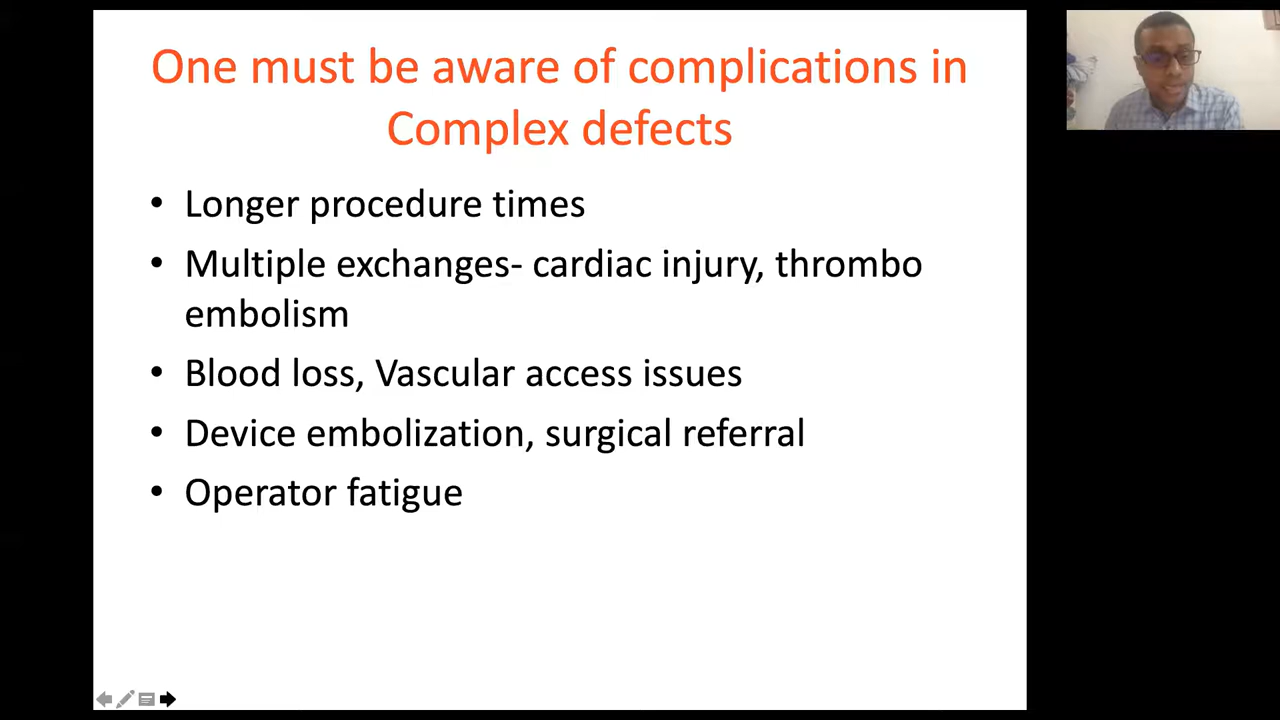 One must be aware of complications in
Complex defects
• Longer procedure times
• Multiple exchanges- cardiac injury, thrombo
embolism
• Blood loss, Vascular access issues
• Device embolization, surgical referral
• Operator fatigue